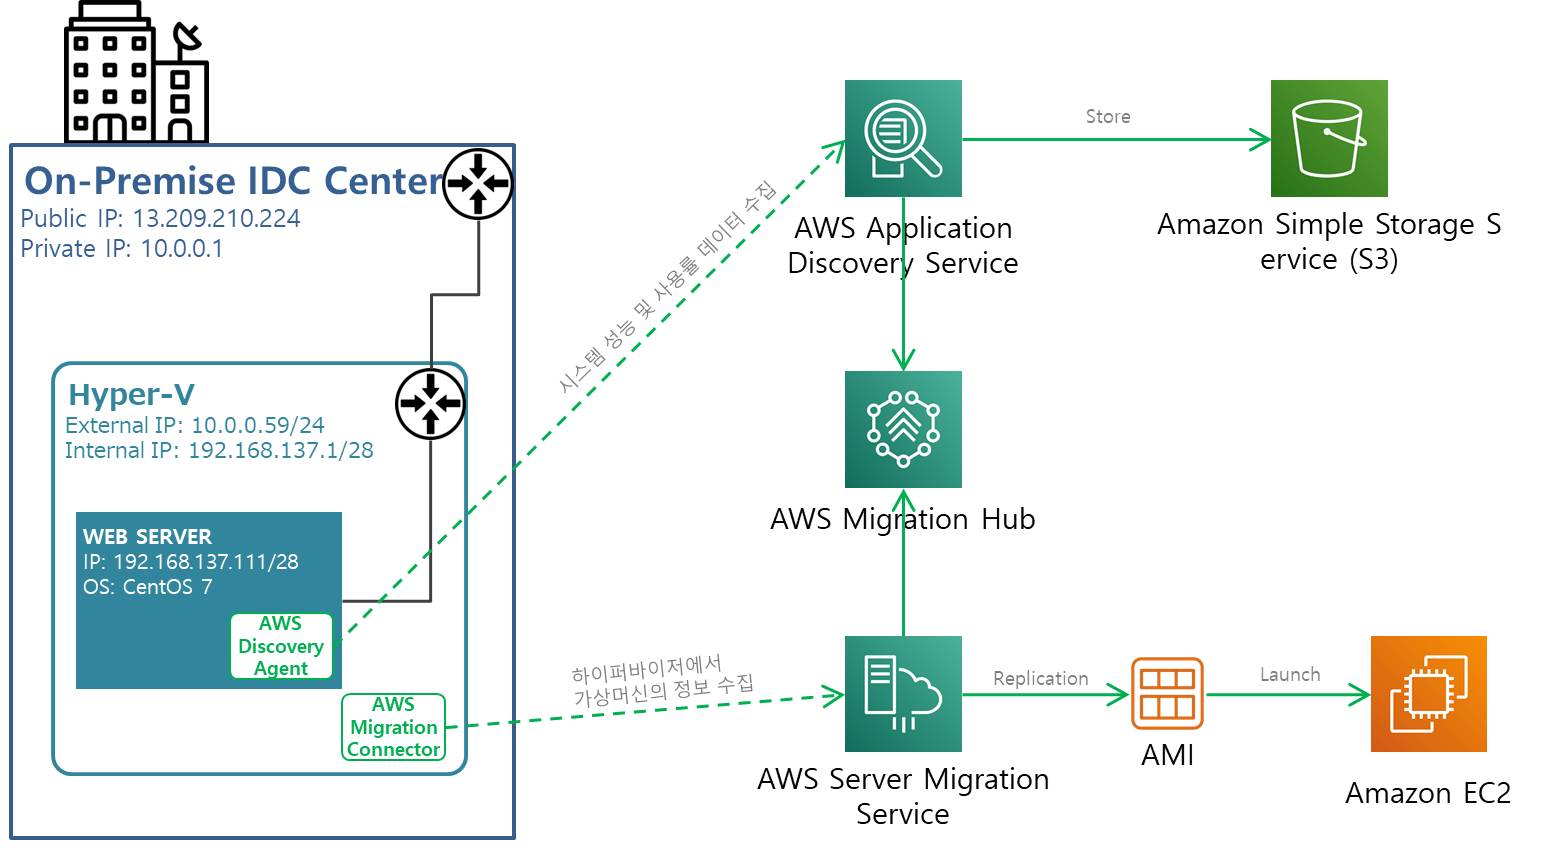 On-Premise IDC Center
Public IP: 13.209.210.224
Private IP: 10.0.0.1
Hyper-V
External IP: 10.0.0.59/24
Internal IP: 192.168.137.1/28
WEB SERVER
IP: 192.168.137.111/28
OS: CentOS 7
AWS
Discovery
Agent
AWS
Migration
Connector
시스템 성능 및 사용률 데이터 수집
하이퍼바이저에서
가상머신의 정보 수집
AWS Application
Discovery Service
Store
Amazon Simple Storage S
ervice (S3)
AWS Migration Hub
AWS Server Migration
Service
Replication
AMI
Launch
Amazon EC2